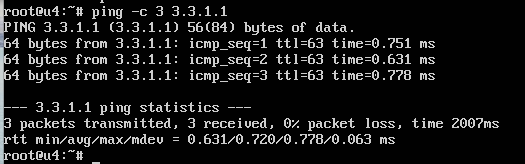 root@u4:~# ping -c 3 3.3.1.1
PING 3.3.1.1 (3.3.1.1) 56(84) bytes of data.
64 bytes from 3.3.1.1: icmp_seq=1 ttl=63 time=0.751 ms
64 bytes from 3.3.1.1: icmp_seq=2 ttl=63 time=0.631 ms
64 bytes from 3.3.1.1: icmp_seq=3 ttl=63 time=0.778 ms
--- 3.3.1.1 ping statistics ---
3 packets transmitted, 3 received, 0% packet loss, time 2007ms
rtt min/avg/max/mdev = 0.631/0.720/0.778/0.063 ms
root@u4:~#